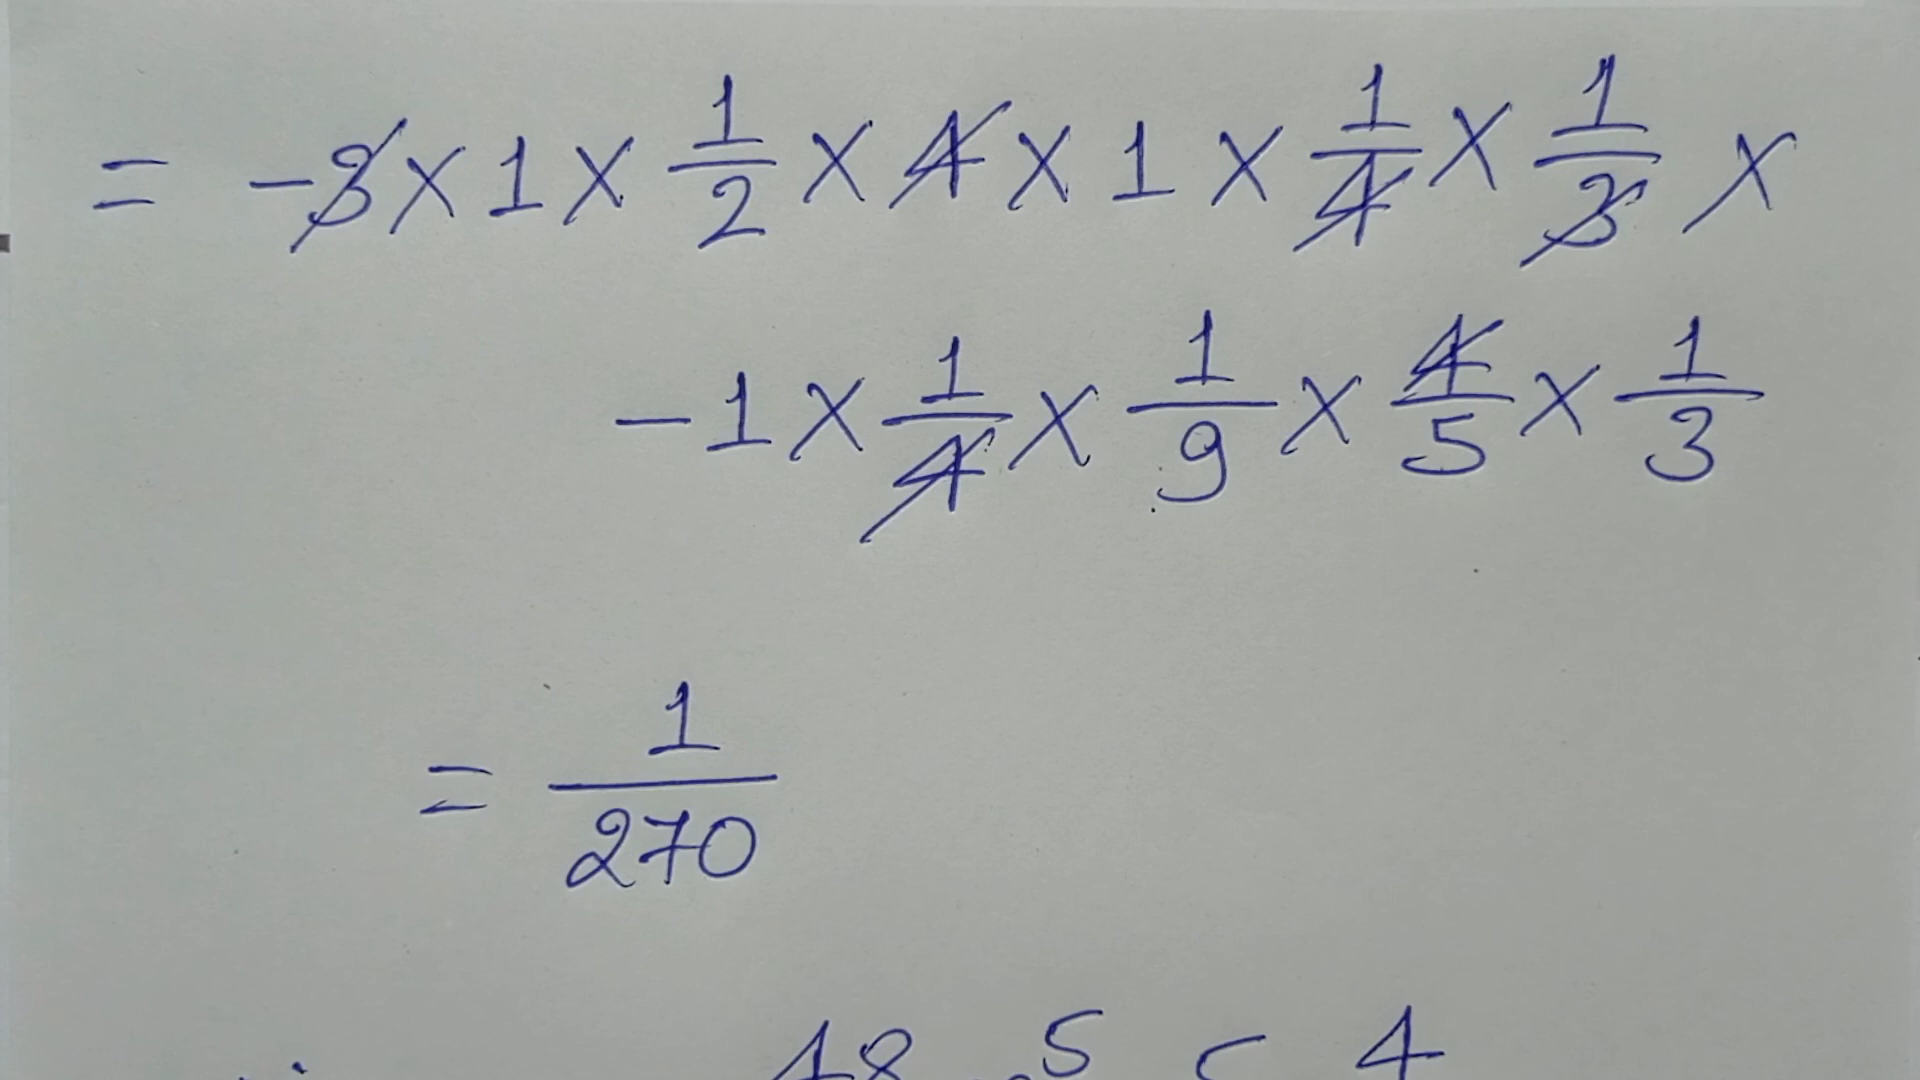 = -3 × 1 × 1/2 × 4 × 1 × 1/4 × 1/3 ×
-1 × 1/4 × 1/9 × 4/5 × 1/3
= 1/270